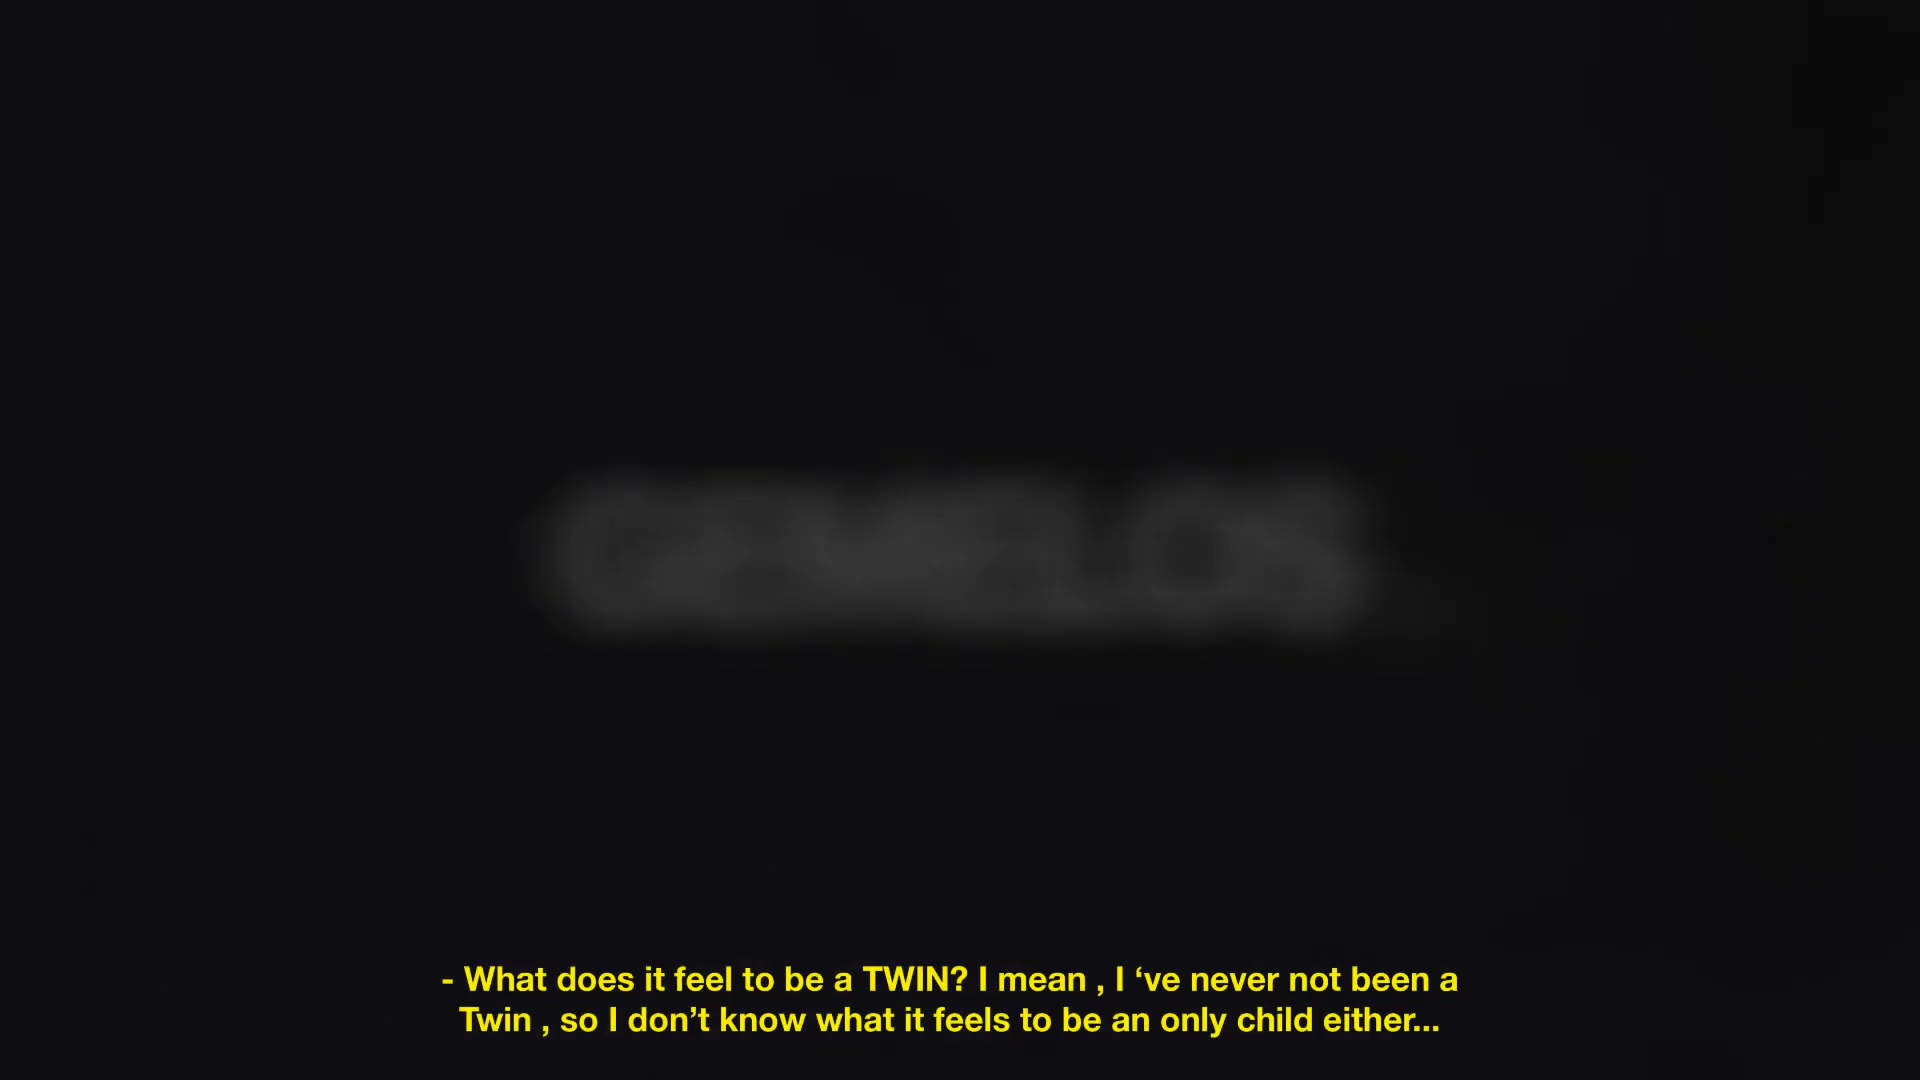 GEMELOS
- What does it feel to be a TWIN? I mean , I ‘ve never not been a
Twin , so I don’t know what it feels to be an only child either...